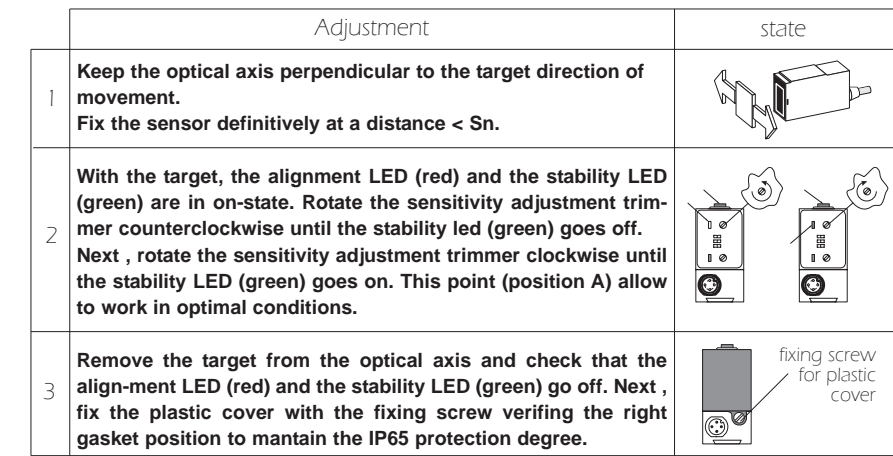 Adjustment
state
1
Keep the optical axis perpendicular to the target direction of
movement.
Fix the sensor definitively at a distance < Sn.
2
With the target, the alignment LED (red) and the stability LED
(green) are in on-state. Rotate the sensitivity adjustment trim-
mer counterclockwise until the stability led (green) goes off.
Next , rotate the sensitivity adjustment trimmer clockwise until
the stability LED (green) goes on. This point (position A) allow
to work in optimal conditions.
3
Remove the target from the optical axis and check that the
align-ment LED (red) and the stability LED (green) go off. Next ,
fix the plastic cover with the fixing screw verifing the right
gasket position to mantain the IP65 protection degree.
fixing screw
for plastic
cover